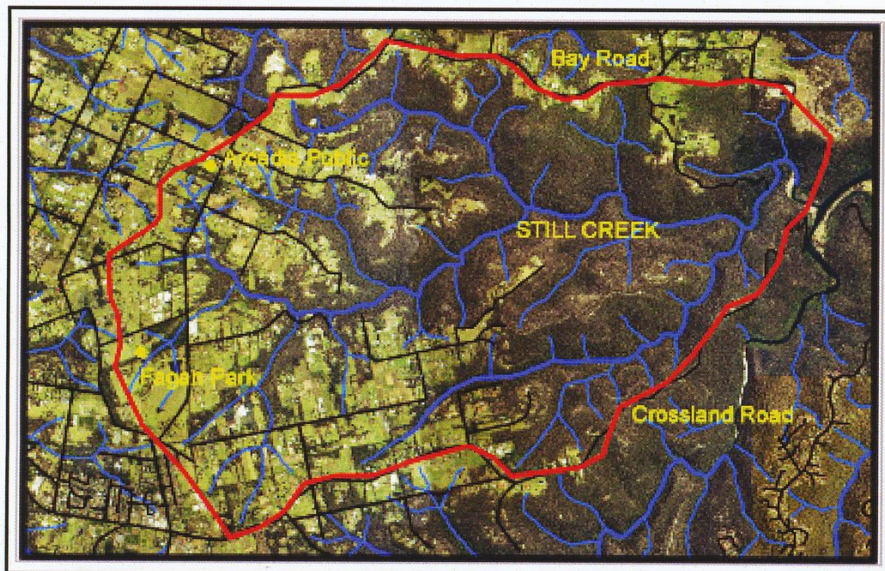 Bay Road
Arcadia Public
STILL CREEK
Fagan Park
Crossland Road